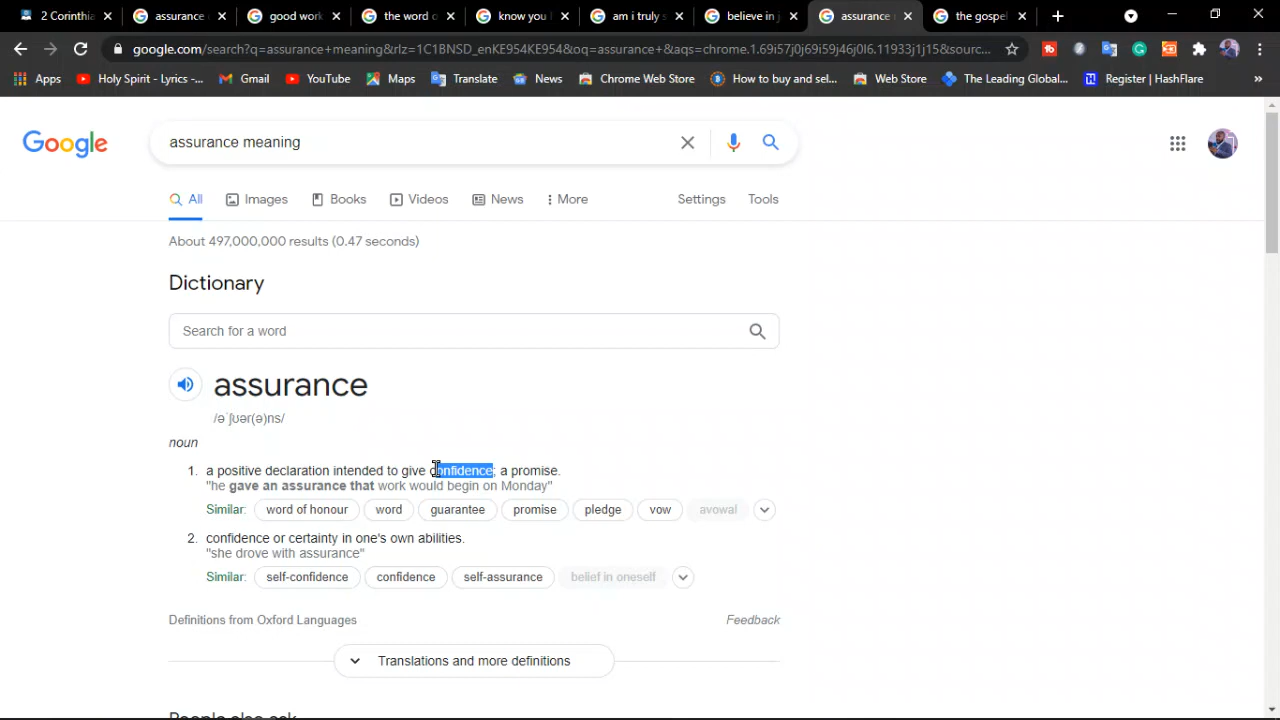 2 Corinthia
assurance
good work
the word o
know you
am i truly s
believe in j
assurance
the gospel
google.com/search?q=assurance+meaning&rlz=1C1BNSD_enKE954KE954&oq=assurance+&aqs=chrome.1.69i57j0j69i59j46j0l6.11933j1j15&sourc...
Apps
Holy Spirit - Lyrics -...
Gmail
YouTube
Maps
Translate
News
Chrome Web Store
How to buy and sel...
Web Store
The Leading Global...
Register | HashFlare
»
Google
assurance meaning
All
Images
Books
Videos
News
More
Settings
Tools
About 497,000,000 results (0.47 seconds)
Dictionary
Search for a word
assurance
/əˈʃʊər(ə)ns/
noun
1. a positive declaration intended to give confidence; a promise.
"he gave an assurance that work would begin on Monday"
Similar: word of honour word guarantee promise pledge vow avowal
2. confidence or certainty in one's own abilities.
"she drove with assurance"
Similar: self-confidence confidence self-assurance belief in oneself
Definitions from Oxford Languages
Feedback
Translations and more definitions
People also ask